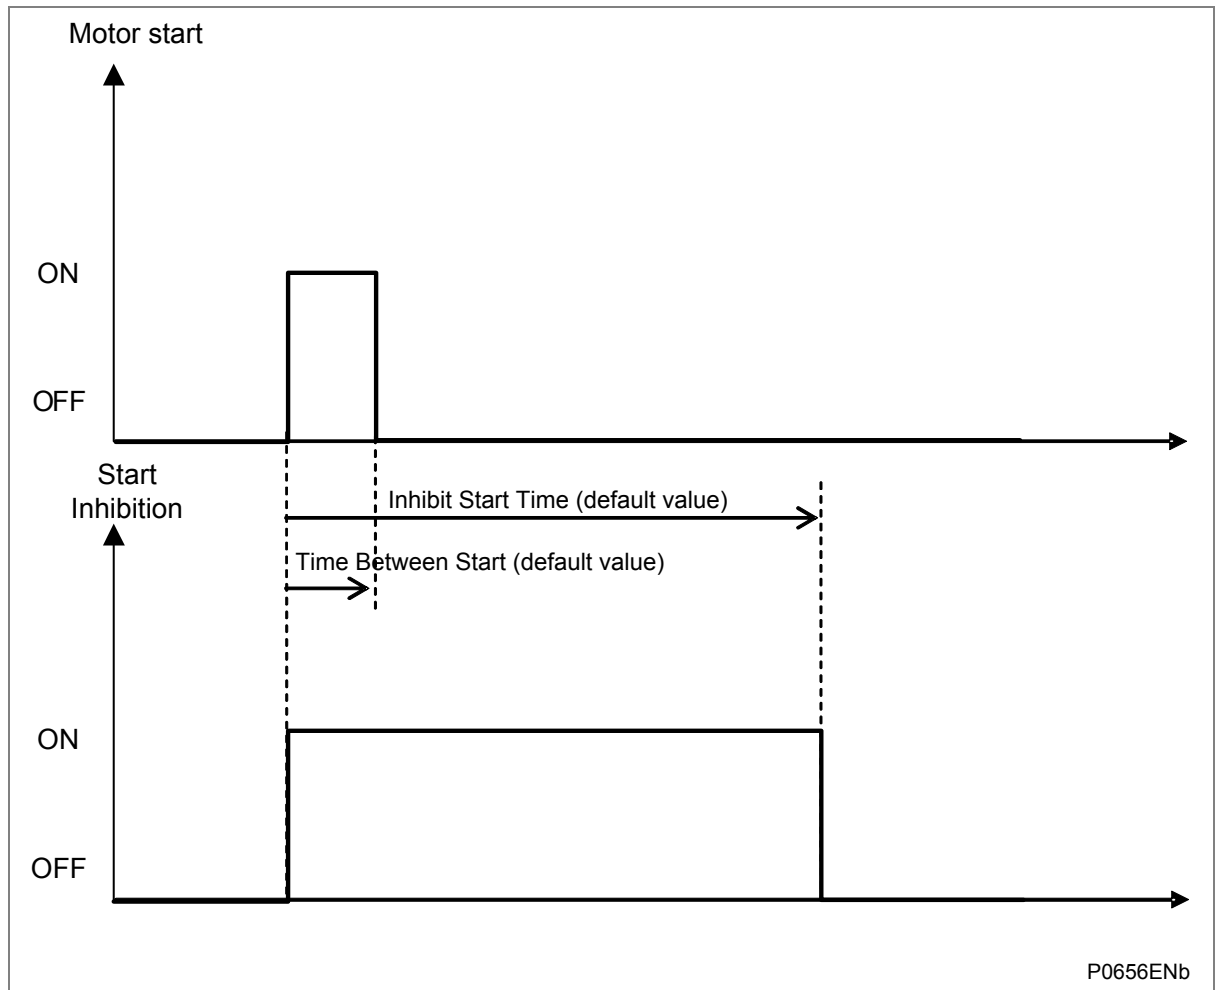 Motor start
ON
OFF
Start
Inhibition
Inhibit Start Time (default value)
Time Between Start (default value)
ON
OFF
P0656ENb